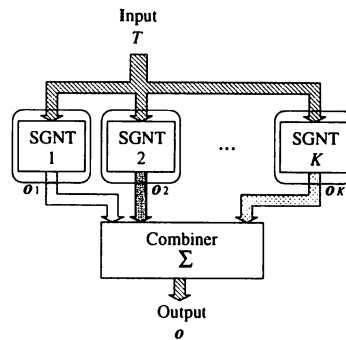 Input
T
SGNT
1
SGNT
2
...
SGNT
K
o1
o2
oK
Combiner
Σ
Output
o